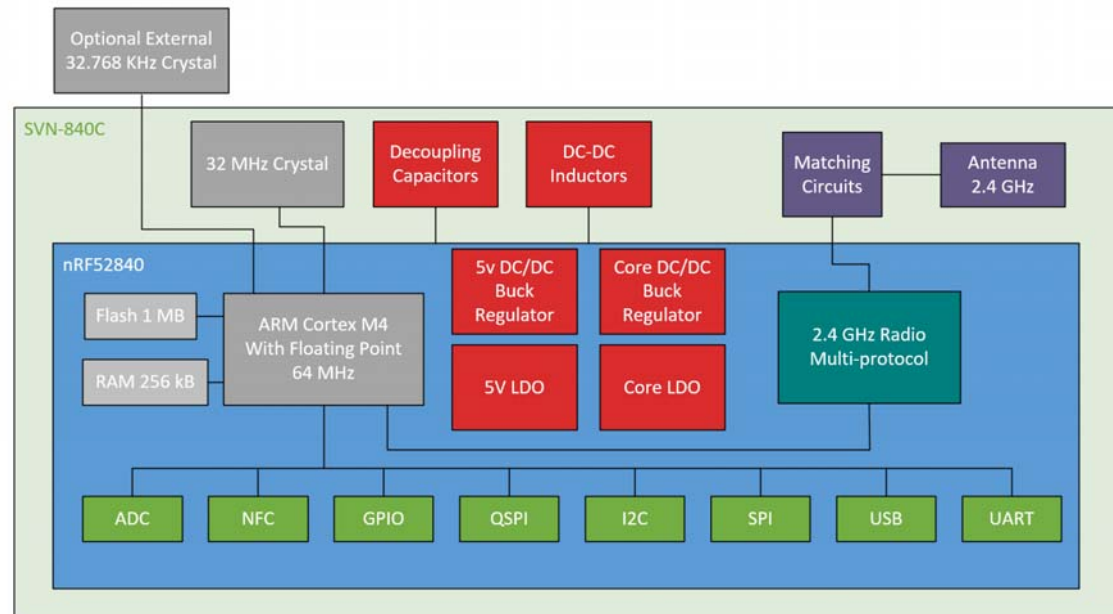 Optional External
32.768 KHz Crystal
SVN-840C
32 MHz Crystal
Decoupling
Capacitors
DC-DC
Inductors
Matching
Circuits
Antenna
2.4 GHz
nRF52840
Flash 1 MB
RAM 256 kB
ARM Cortex M4
With Floating Point
64 MHz
5v DC/DC
Buck
Regulator
Core DC/DC
Buck
Regulator
5V LDO
Core LDO
2.4 GHz Radio
Multi-protocol
ADC
NFC
GPIO
QSPI
I2C
SPI
USB
UART